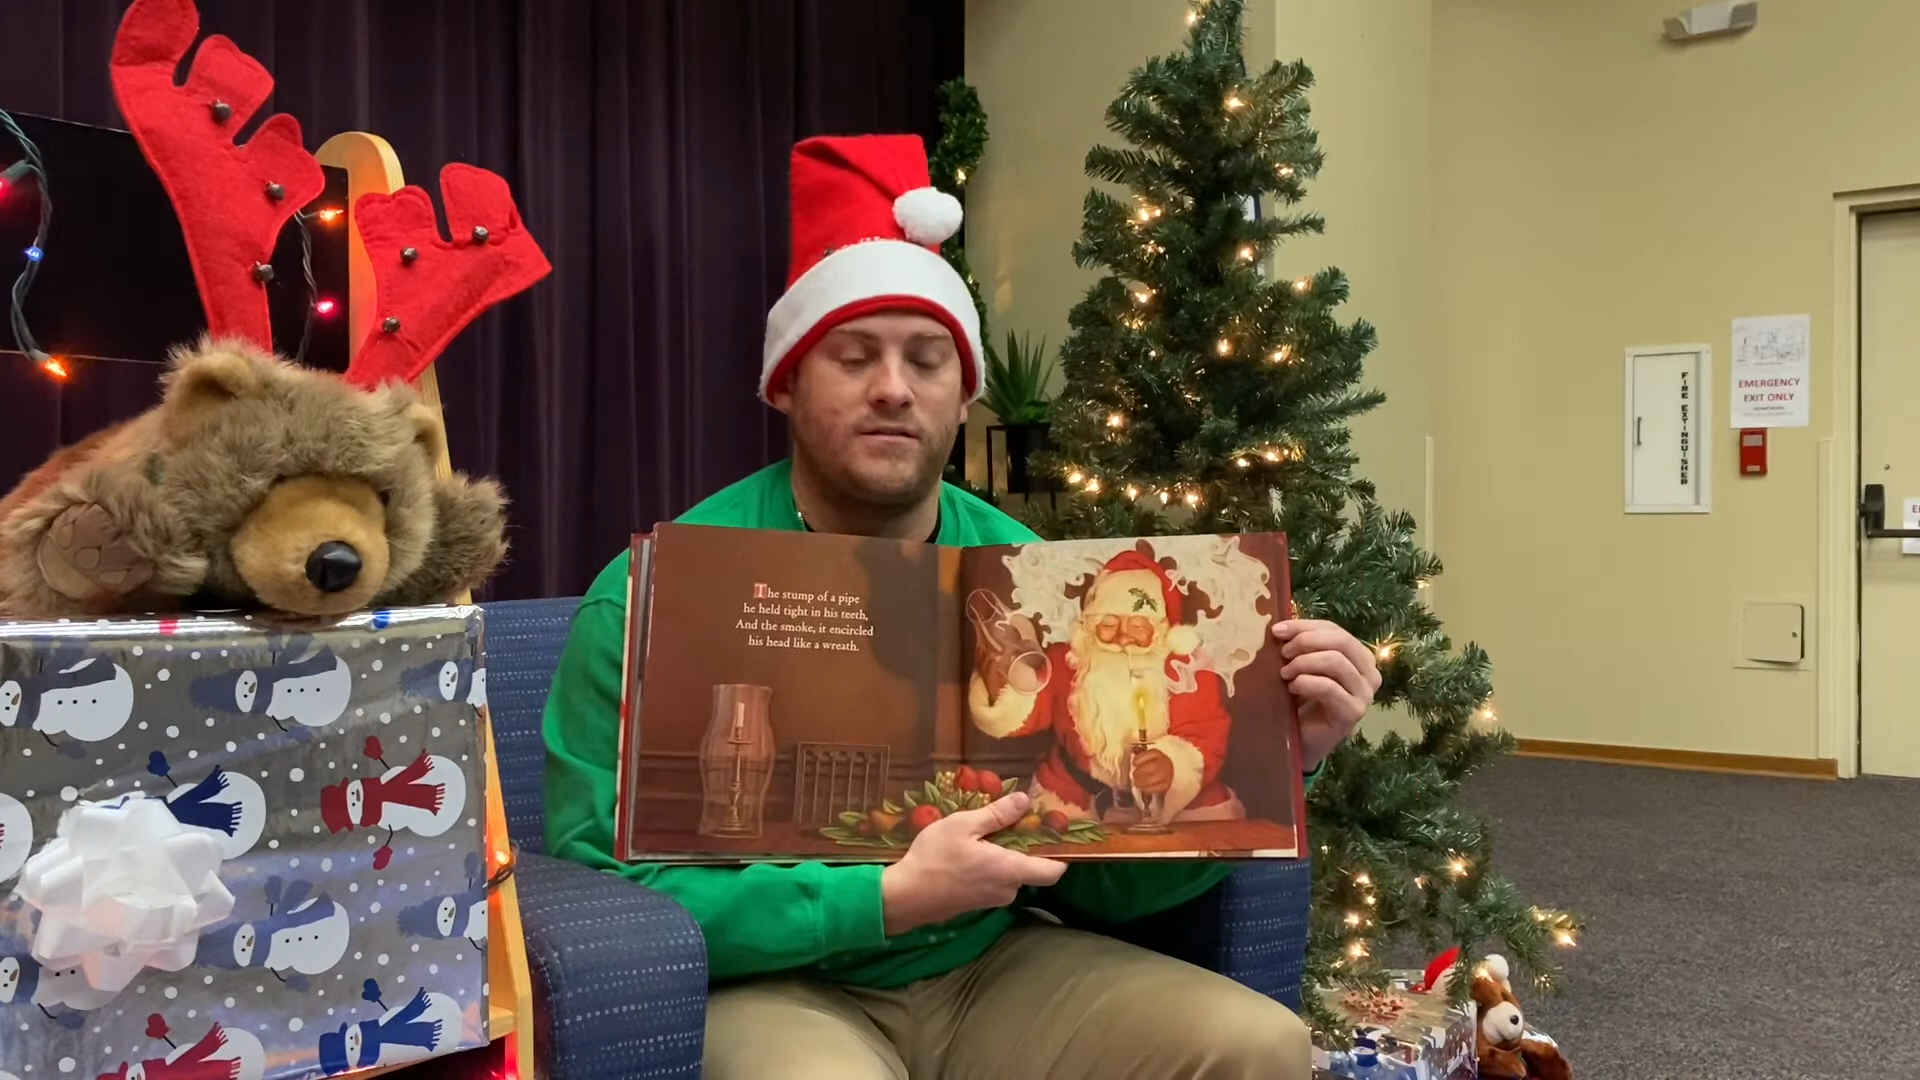 The stump of a pipe
he held tight in his teeth,
And the smoke, it encircled
his head like a wreath.
FIRE EXTINGUISHER
EMERGENCY
EXIT ONLY